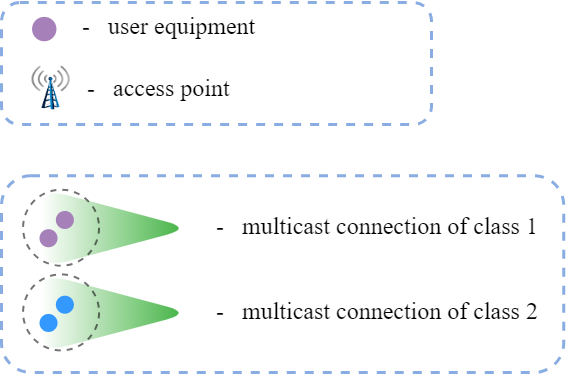 - user equipment
- access point
- multicast connection of class 1
- multicast connection of class 2